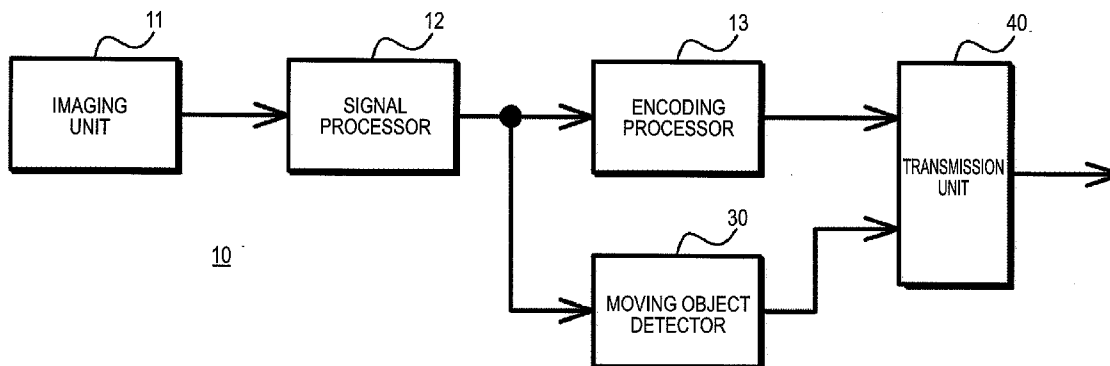 11
12
13
40
IMAGING
UNIT
SIGNAL
PROCESSOR
ENCODING
PROCESSOR
TRANSMISSION
UNIT
10
30
MOVING OBJECT
DETECTOR